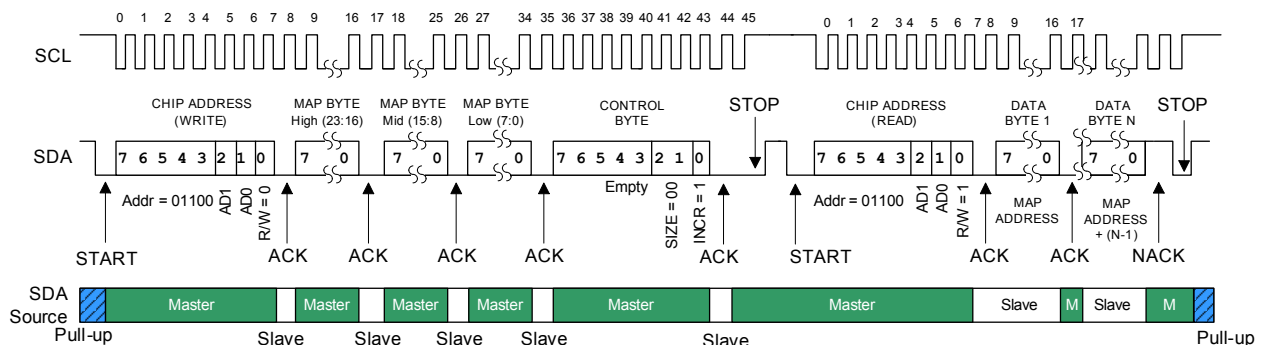 0 1 2 3 4 5 6 7 8 9 16 17 18 25 26 27 34 35 36 37 38 39 40 41 42 43 44 45 0 1 2 3 4 5 6 7 8 9 16 17
SCL
CHIP ADDRESS (WRITE)
MAP BYTE High (23:16)
MAP BYTE Mid (15:8)
MAP BYTE Low (7:0)
CONTROL BYTE
STOP
CHIP ADDRESS (READ)
DATA BYTE 1
DATA BYTE N
STOP
SDA
7 6 5 4 3 2 1 0 7 0 7 0 7 0 7 6 5 4 3 2 1 0 7 6 5 4 3 2 1 0 7 0 7 0
Addr = 01100
AD1
AD0
R/W = 0
Empty
SIZE = 00
INCR = 1
Addr = 01100
AD1
AD0
R/W = 1
MAP ADDRESS
MAP ADDRESS + (N-1)
START ACK ACK ACK ACK ACK START ACK ACK NACK
SDA Source
Master Master Master Master Master Master Slave M Slave M
Pull-up Slave Slave Slave Slave Slave Pull-up